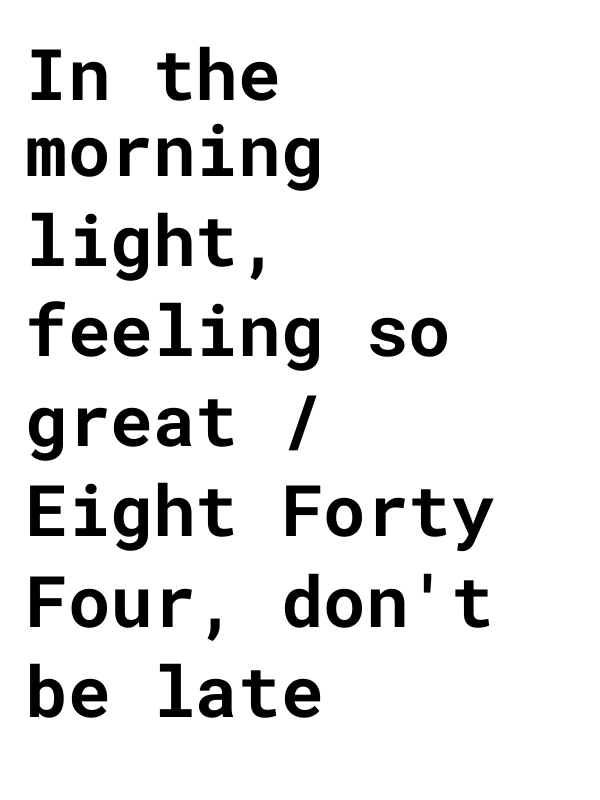 In the
morning
light,
feeling so
great /
Eight Forty
Four, don't
be late